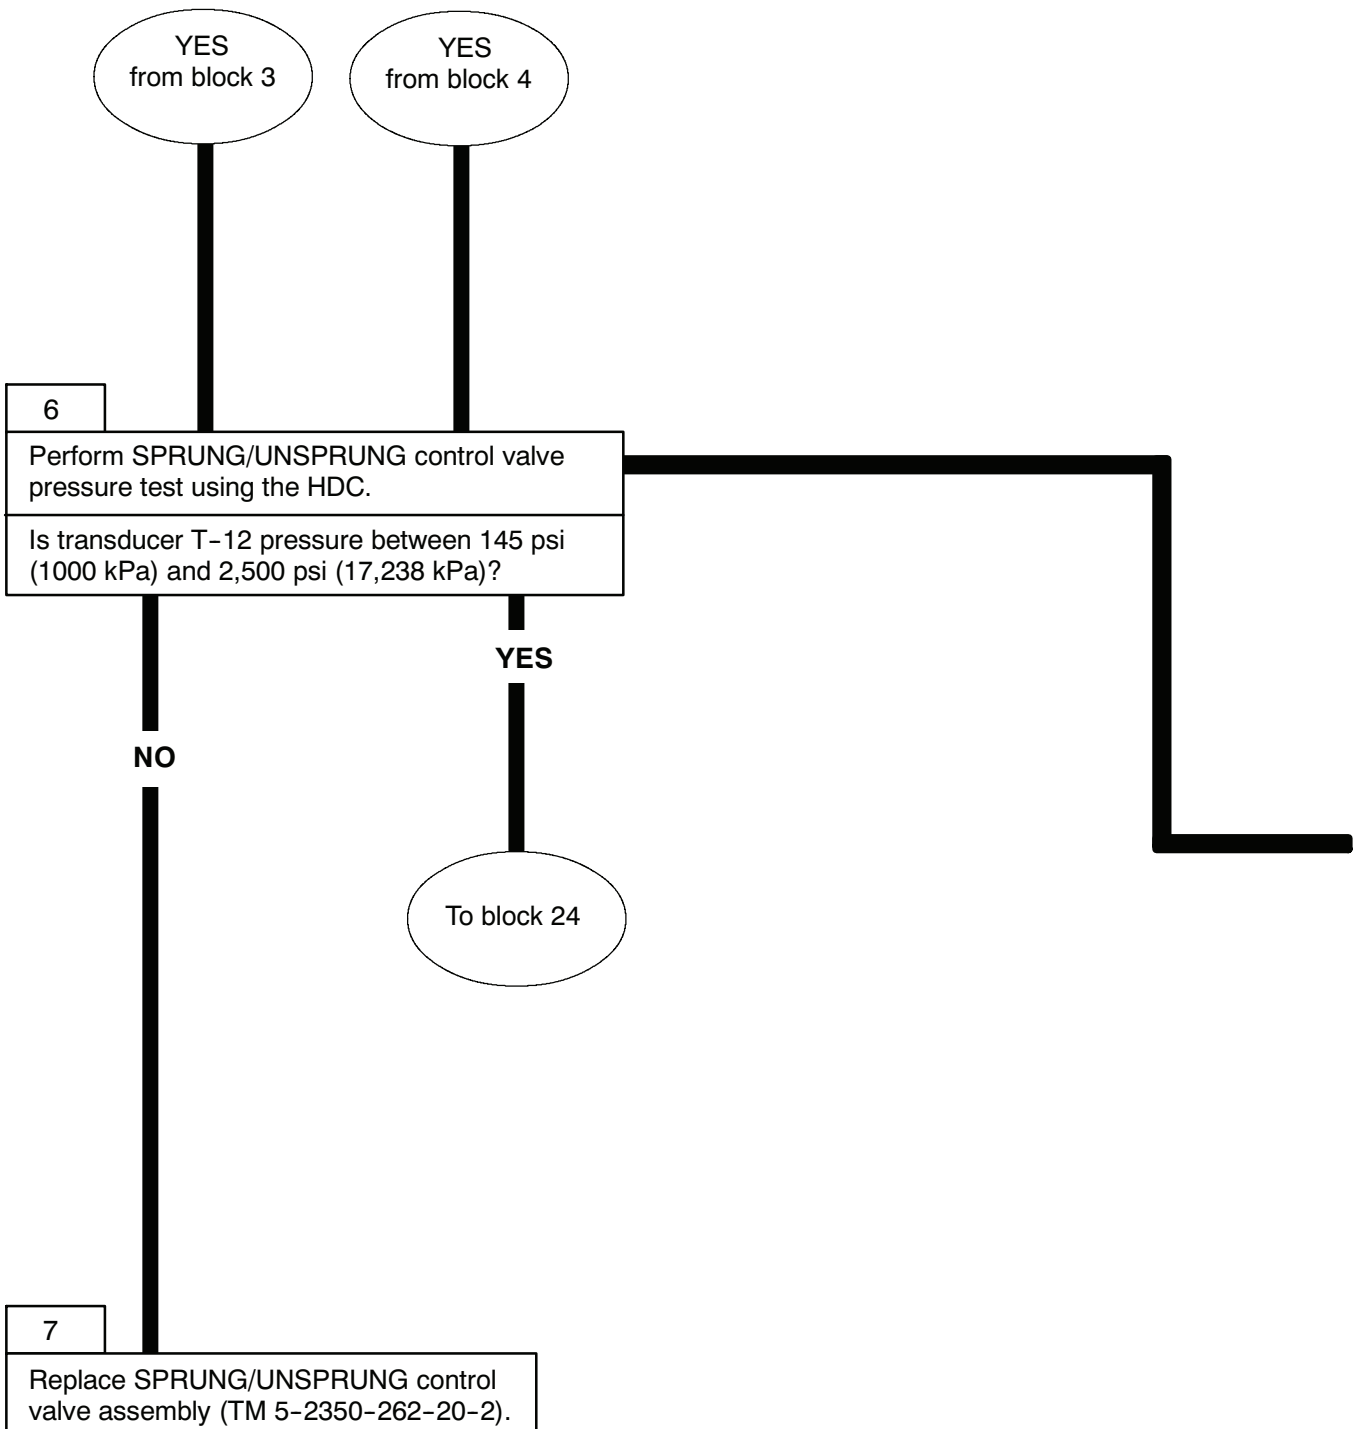 YES
from block 3
YES
from block 4
6
Perform SPRUNG/UNSPRUNG control valve
pressure test using the HDC.
Is transducer T-12 pressure between 145 psi
(1000 kPa) and 2,500 psi (17,238 kPa)?
YES
NO
To block 24
7
Replace SPRUNG/UNSPRUNG control
valve assembly (TM 5-2350-262-20-2).